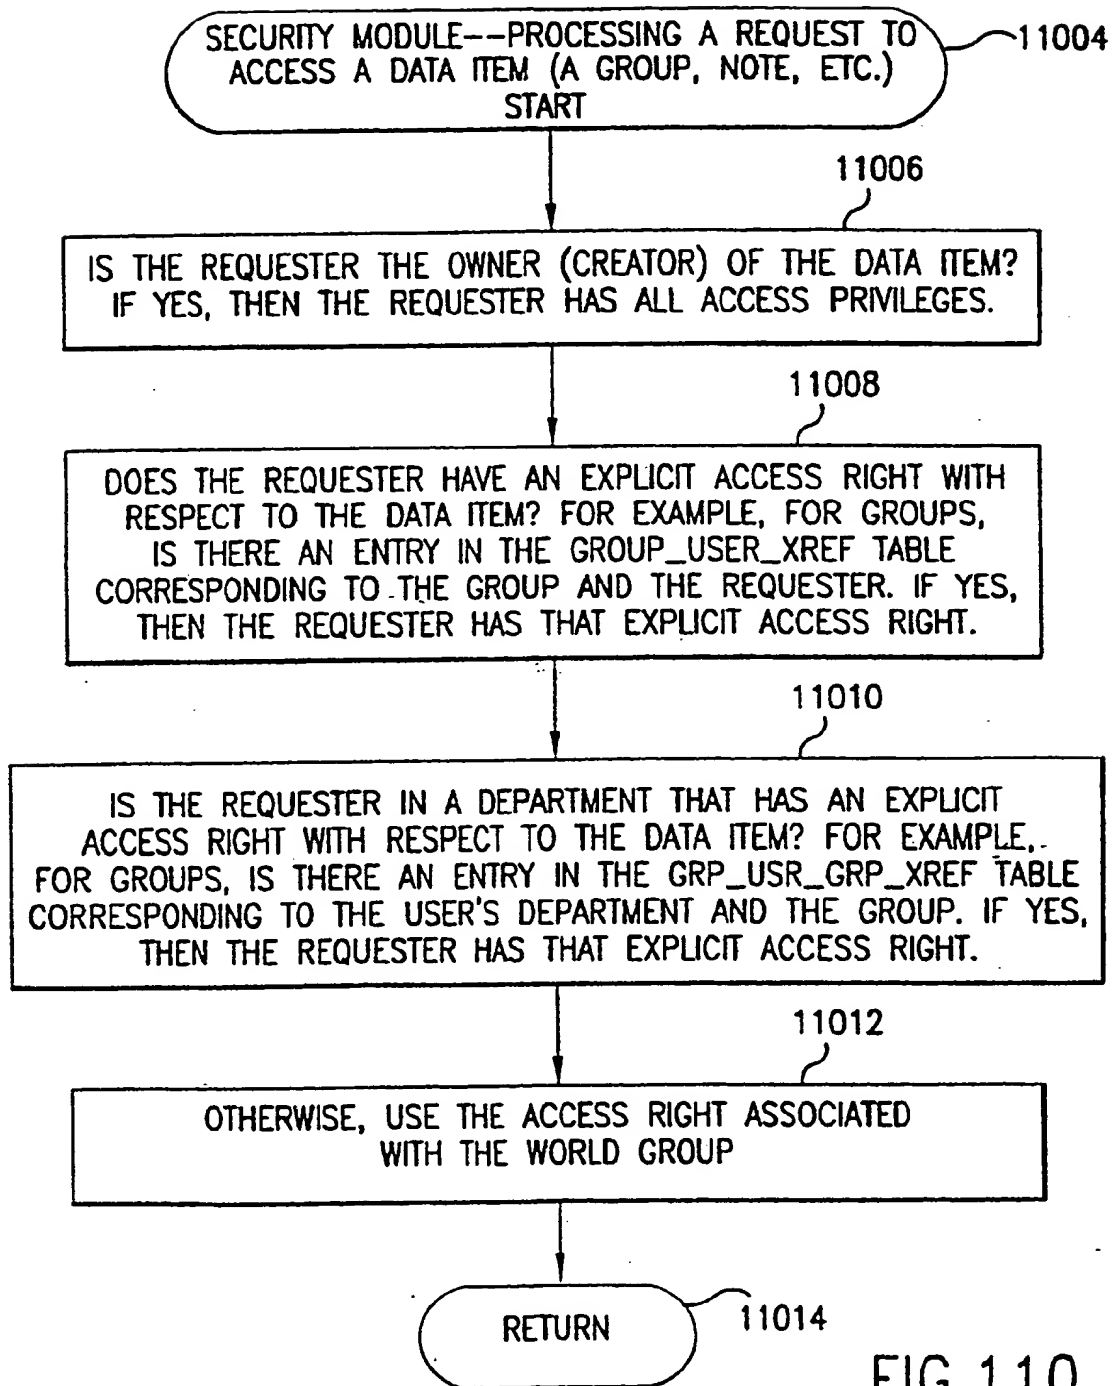 SECURITY MODULE--PROCESSING A REQUEST TO
ACCESS A DATA ITEM (A GROUP, NOTE, ETC.)
START
11004
11006
IS THE REQUESTER THE OWNER (CREATOR) OF THE DATA ITEM?
IF YES, THEN THE REQUESTER HAS ALL ACCESS PRIVILEGES.
11008
DOES THE REQUESTER HAVE AN EXPLICIT ACCESS RIGHT WITH
RESPECT TO THE DATA ITEM? FOR EXAMPLE, FOR GROUPS,
IS THERE AN ENTRY IN THE GROUP_USER_XREF TABLE
CORRESPONDING TO THE GROUP AND THE REQUESTER. IF YES,
THEN THE REQUESTER HAS THAT EXPLICIT ACCESS RIGHT.
11010
IS THE REQUESTER IN A DEPARTMENT THAT HAS AN EXPLICIT
ACCESS RIGHT WITH RESPECT TO THE DATA ITEM? FOR EXAMPLE,
FOR GROUPS, IS THERE AN ENTRY IN THE GRP_USR_GRP_XREF TABLE
CORRESPONDING TO THE USER'S DEPARTMENT AND THE GROUP. IF YES,
THEN THE REQUESTER HAS THAT EXPLICIT ACCESS RIGHT.
11012
OTHERWISE, USE THE ACCESS RIGHT ASSOCIATED
WITH THE WORLD GROUP
RETURN
11014
FIG.110